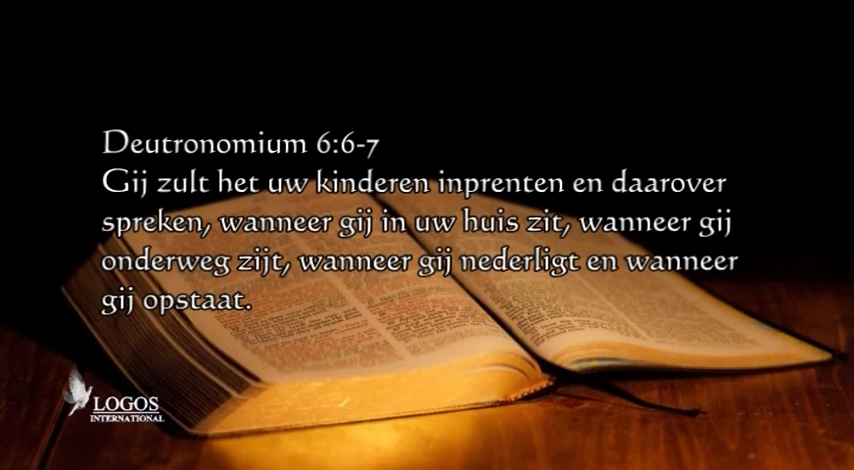 Deutronomium 6:6-7
Gij zult het uw kinderen inprenten en daarover
spreken, wanneer gij in uw huis zit, wanneer gij
onderweg zijt, wanneer gij nederligt en wanneer
gij opstaat.
LOGOS
INTERNATIONAL